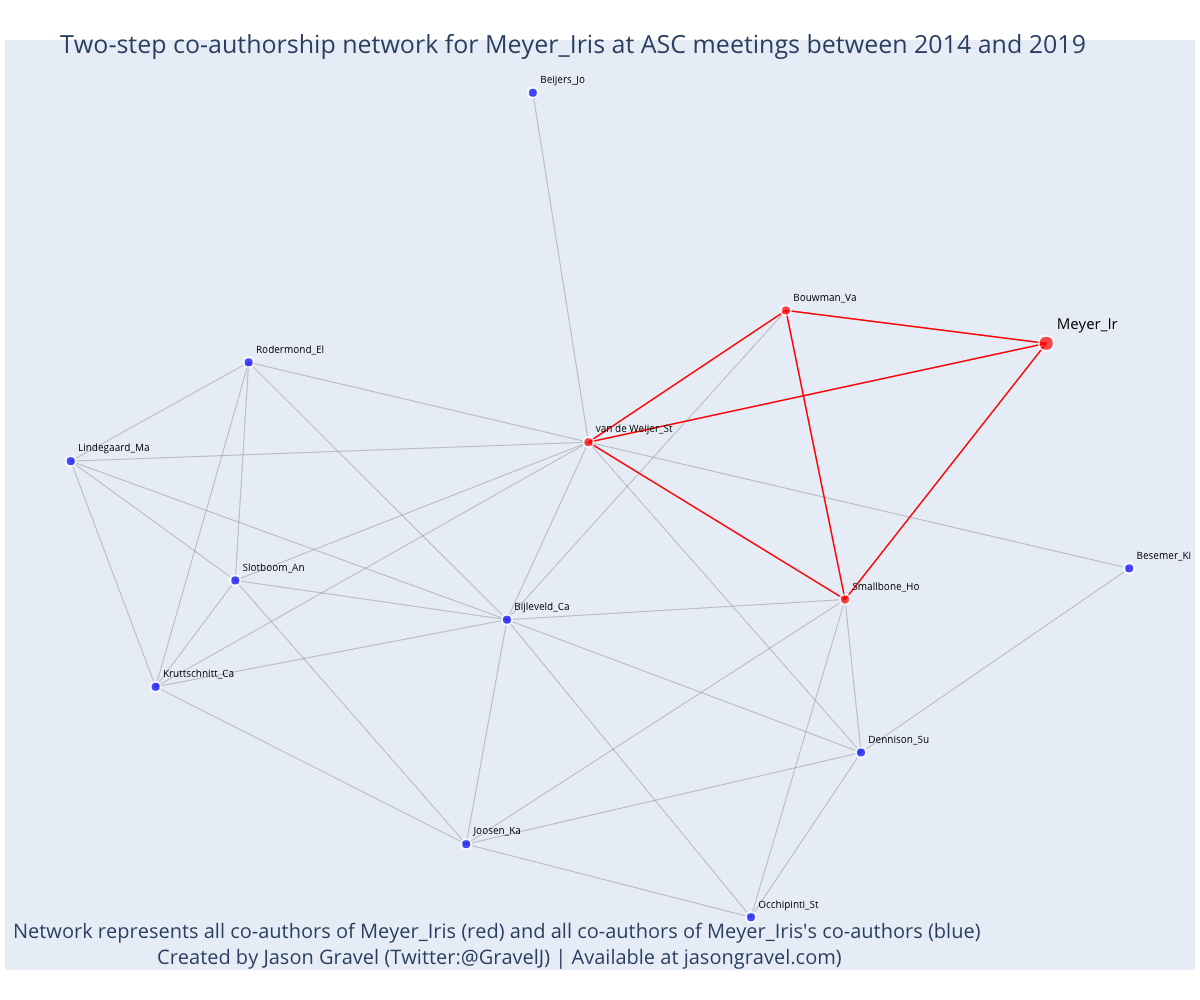 Two-step co-authorship network for Meyer_Iris at ASC meetings between 2014 and 2019
Beijers_Jo
Bouwman_Va
Meyer_Ir
Rodermond_El
van de Weijer_St
Lindegaard_Ma
Besemer_Ki
Slotboom_An
Smallbone_Ho
Bijleveld_Ca
Kruttschnitt_Ca
Dennison_Su
Joosen_Ka
Occhipinti_St
Network represents all co-authors of Meyer_Iris (red) and all co-authors of Meyer_Iris's co-authors (blue)
Created by Jason Gravel (Twitter:@GravelJ) | Available at jasongravel.com)